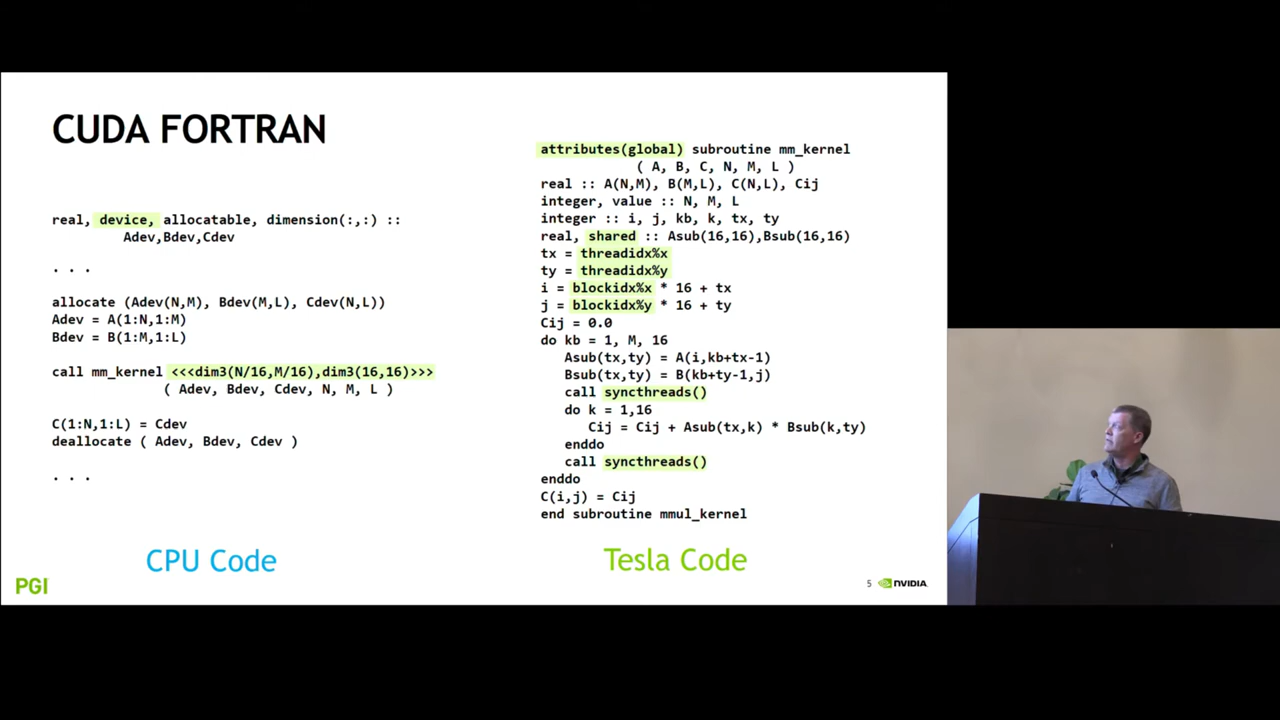 CUDA FORTRAN
real, device, allocatable, dimension(:,:) ::
Adev,Bdev,Cdev
. . .
allocate (Adev(N,M), Bdev(M,L), Cdev(N,L))
Adev = A(1:N,1:M)
Bdev = B(1:M,1:L)
call mm_kernel <<<dim3(N/16,M/16),dim3(16,16)>>>
( Adev, Bdev, Cdev, N, M, L )
C(1:N,1:L) = Cdev
deallocate ( Adev, Bdev, Cdev )
. . .
CPU Code
attributes(global) subroutine mm_kernel
( A, B, C, N, M, L )
real :: A(N,M), B(M,L), C(N,L), Cij
integer, value :: N, M, L
integer :: i, j, kb, k, tx, ty
real, shared :: Asub(16,16),Bsub(16,16)
tx = threadidx%x
ty = threadidx%y
i = blockidx%x * 16 + tx
j = blockidx%y * 16 + ty
Cij = 0.0
do kb = 1, M, 16
Asub(tx,ty) = A(i,kb+tx-1)
Bsub(tx,ty) = B(kb+ty-1,j)
call syncthreads()
do k = 1,16
Cij = Cij + Asub(tx,k) * Bsub(k,ty)
enddo
call syncthreads()
enddo
C(i,j) = Cij
end subroutine mmul_kernel
Tesla Code
PGI
5 NVIDIA